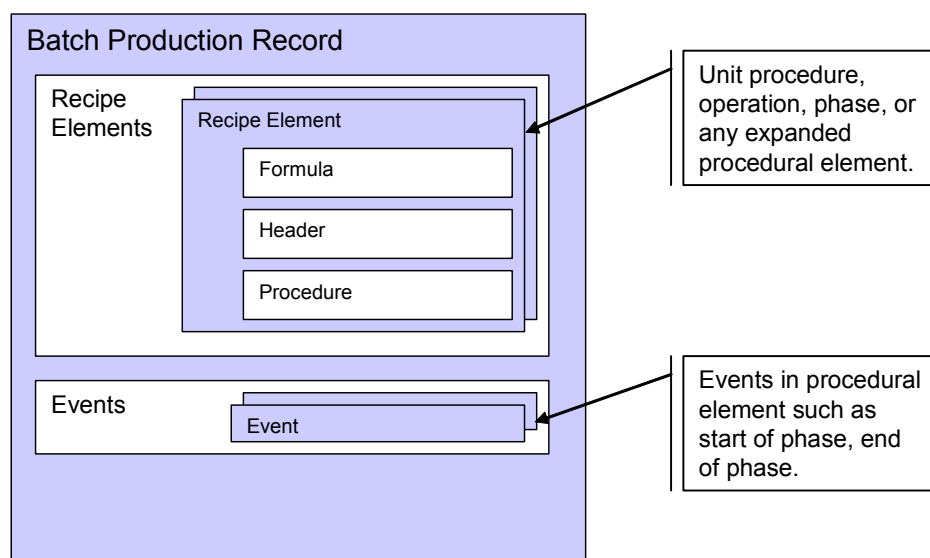 Batch Production Record
Recipe
Elements
Recipe Element
Formula
Header
Procedure
Events
Event
Unit procedure,
operation, phase, or
any expanded
procedural element.
Events in procedural
element such as
start of phase, end
of phase.